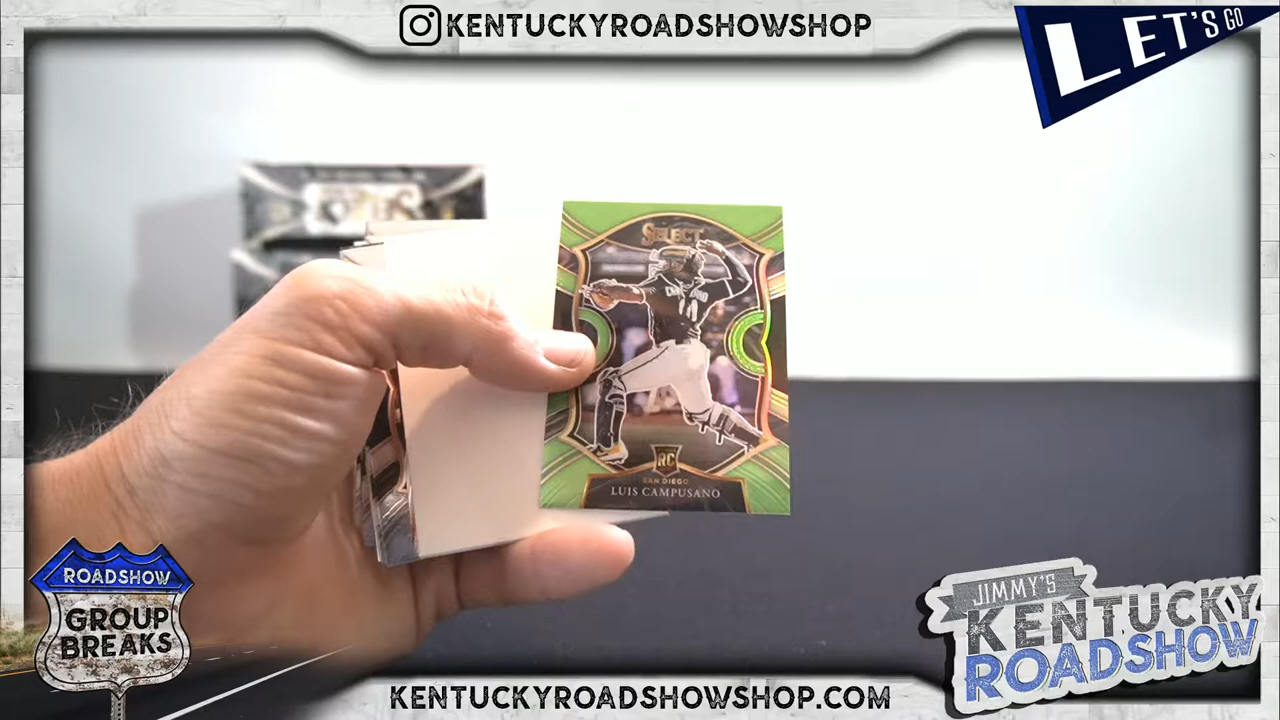 KENTUCKYROADSHOWSHOP
LET'S GO
SELECT
RC
SAN DIEGO
LUIS CAMPUSANO
ROADSHOW
GROUP
BREAKS
JIMMY'S
KENTUCKY
ROADSHOW
KENTUCKYROADSHOWSHOP.COM